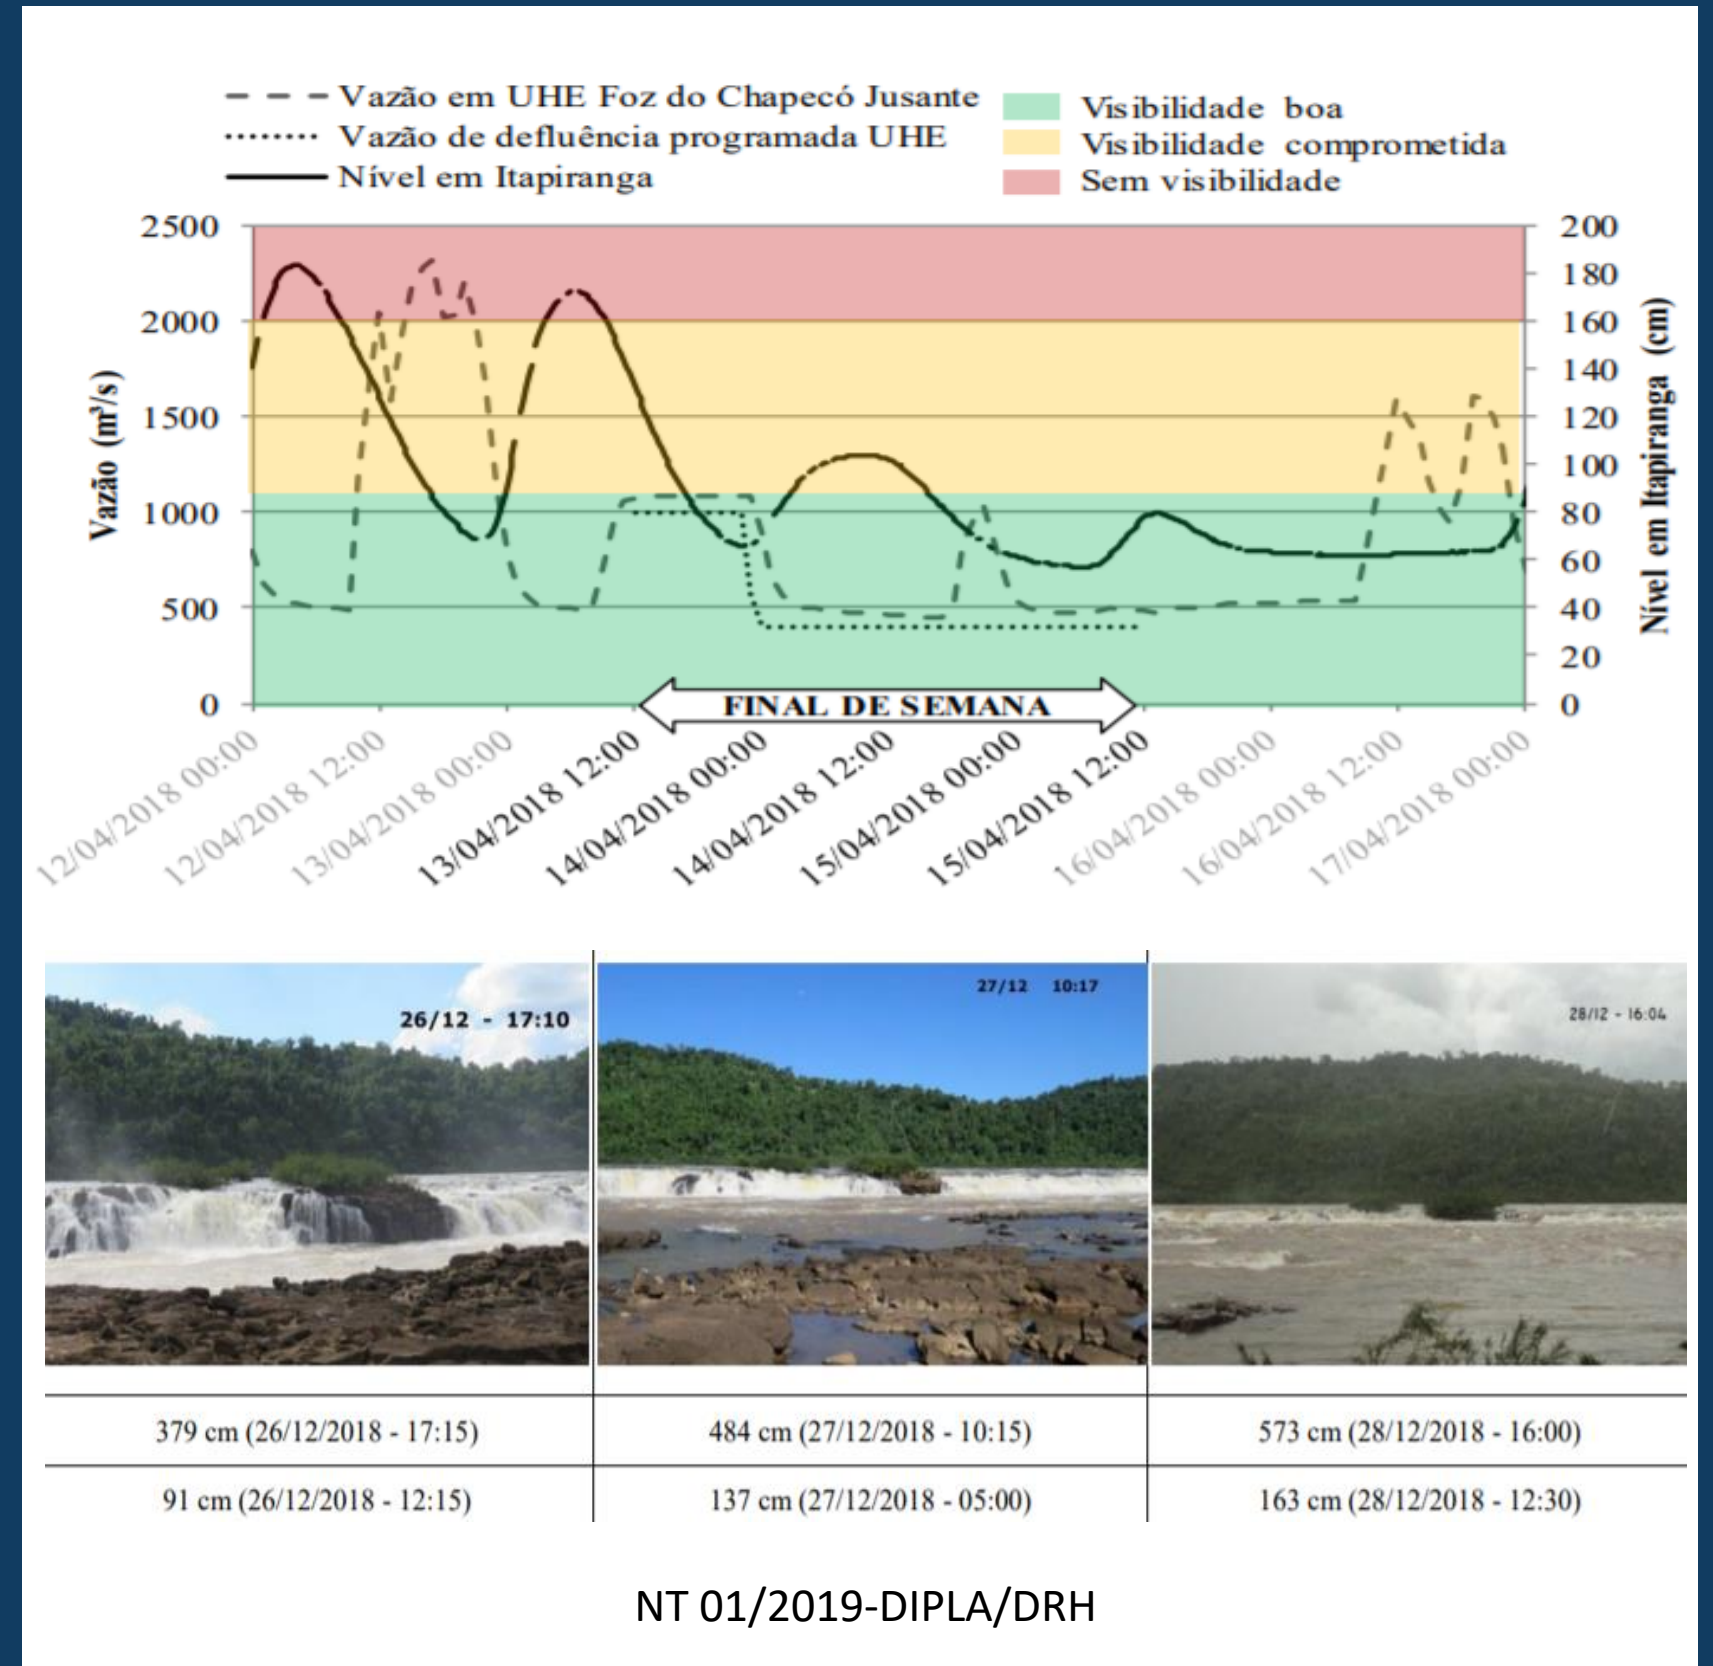 Vazão em UHE Foz do Chapecó Jusante
Vazão de defluência programada UHE
Nível em Itapiranga
Visibilidade boa
Visibilidade comprometida
Sem visibilidade
Vazão (m³/s)
2500
2000
1500
1000
500
0
200
180
160
140
120
100
80
60
40
20
0
Nível em Itapiranga (cm)
FINAL DE SEMANA
12/04/2018 00:00
12/04/2018 12:00
13/04/2018 00:00
13/04/2018 12:00
14/04/2018 00:00
14/04/2018 12:00
15/04/2018 00:00
15/04/2018 12:00
16/04/2018 00:00
16/04/2018 12:00
17/04/2018 00:00
26/12 - 17:10
27/12 10:17
28/12 - 16:04
379 cm (26/12/2018 - 17:15)
484 cm (27/12/2018 - 10:15)
573 cm (28/12/2018 - 16:00)
91 cm (26/12/2018 - 12:15)
137 cm (27/12/2018 - 05:00)
163 cm (28/12/2018 - 12:30)
NT 01/2019-DIPLA/DRH